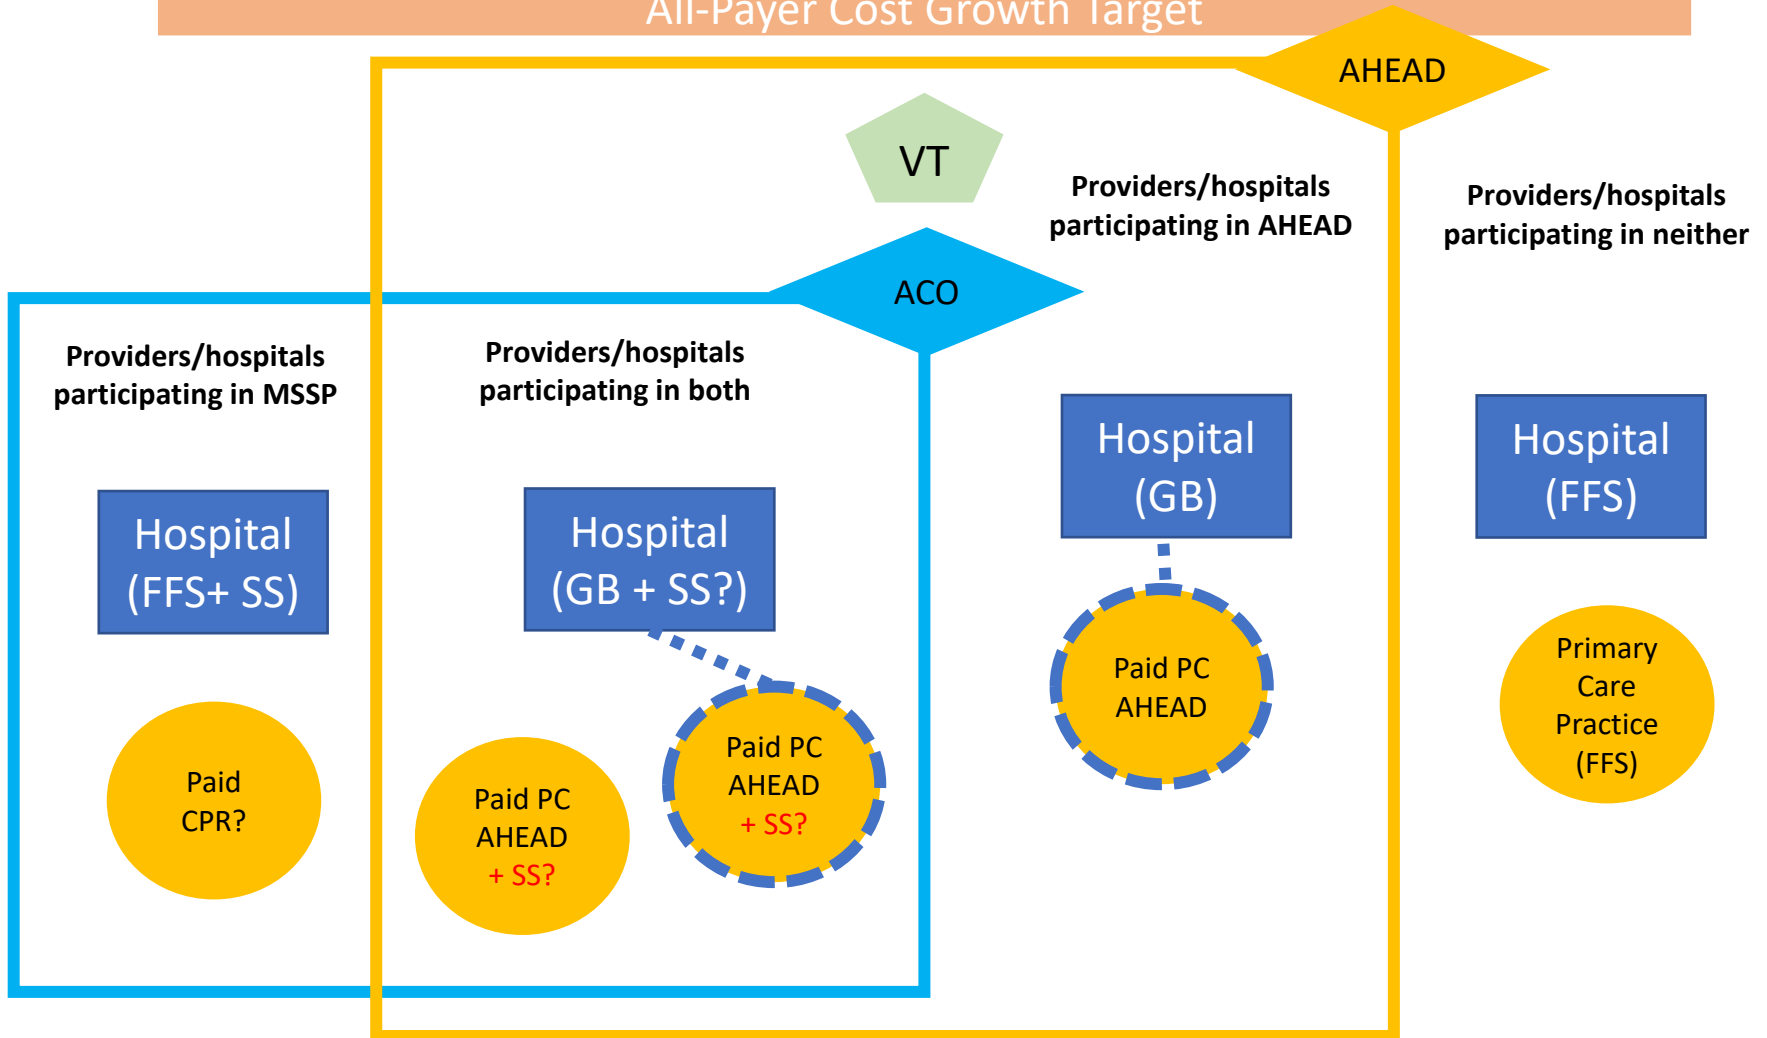 All-Payer Cost Growth Target
AHEAD
VT
ACO
Providers/hospitals
participating in MSSP
Hospital
(FFS+ SS)
Paid
CPR?
Providers/hospitals
participating in both
Hospital
(GB + SS?)
Paid PC
AHEAD
+ SS?
Paid PC
AHEAD
+ SS?
Providers/hospitals
participating in AHEAD
Hospital
(GB)
Paid PC
AHEAD
Providers/hospitals
participating in neither
Hospital
(FFS)
Primary
Care
Practice
(FFS)